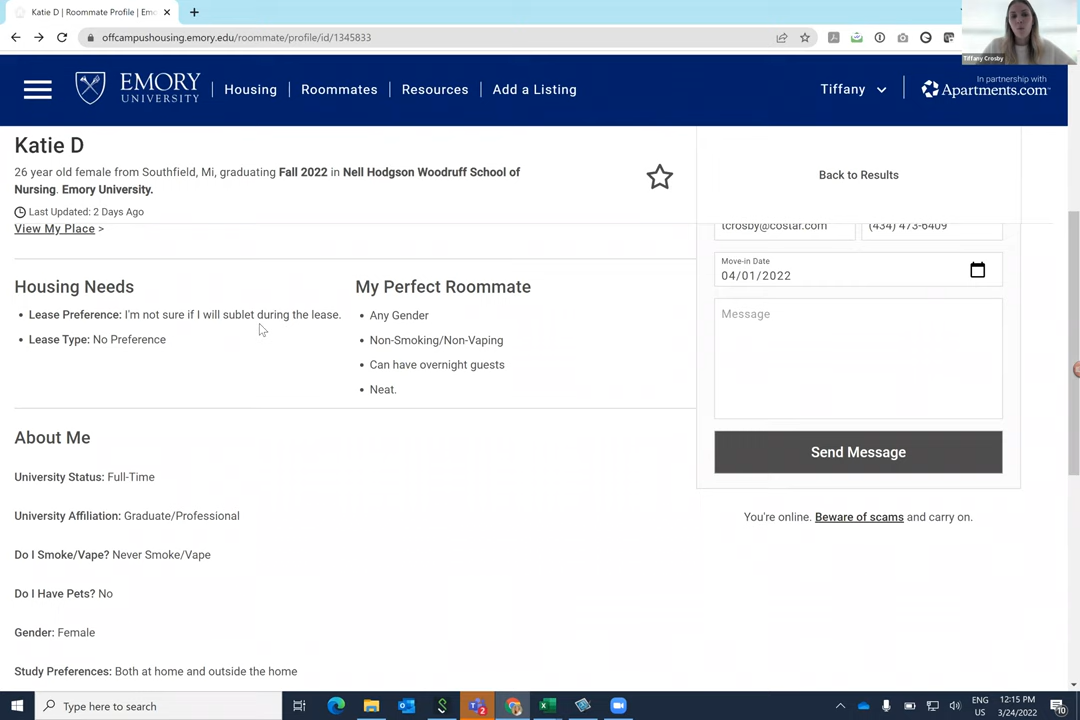 Katie D | Roommate Profile | Em
offcampushousing.emory.edu/roommate/profile/id/1345833
Tiffany Crosby
EMORY
UNIVERSITY
Housing
Roommates
Resources
Add a Listing
Tiffany
In partnership with
Apartments.com
Katie D
26 year old female from Southfield, Mi, graduating Fall 2022 in Nell Hodgson Woodruff School of
Nursing. Emory University.
Last Updated: 2 Days Ago
View My Place >
Back to Results
tcrosby@costar.com
(434) 473-6409
Move-in Date
04/01/2022
Message
Send Message
You're online. Beware of scams and carry on.
Housing Needs
• Lease Preference: I'm not sure if I will sublet during the lease.
• Lease Type: No Preference
My Perfect Roommate
• Any Gender
• Non-Smoking/Non-Vaping
• Can have overnight guests
• Neat.
About Me
University Status: Full-Time
University Affiliation: Graduate/Professional
Do I Smoke/Vape? Never Smoke/Vape
Do I Have Pets? No
Gender: Female
Study Preferences: Both at home and outside the home
Type here to search
2
ENG
US
12:15 PM
3/24/2022
10